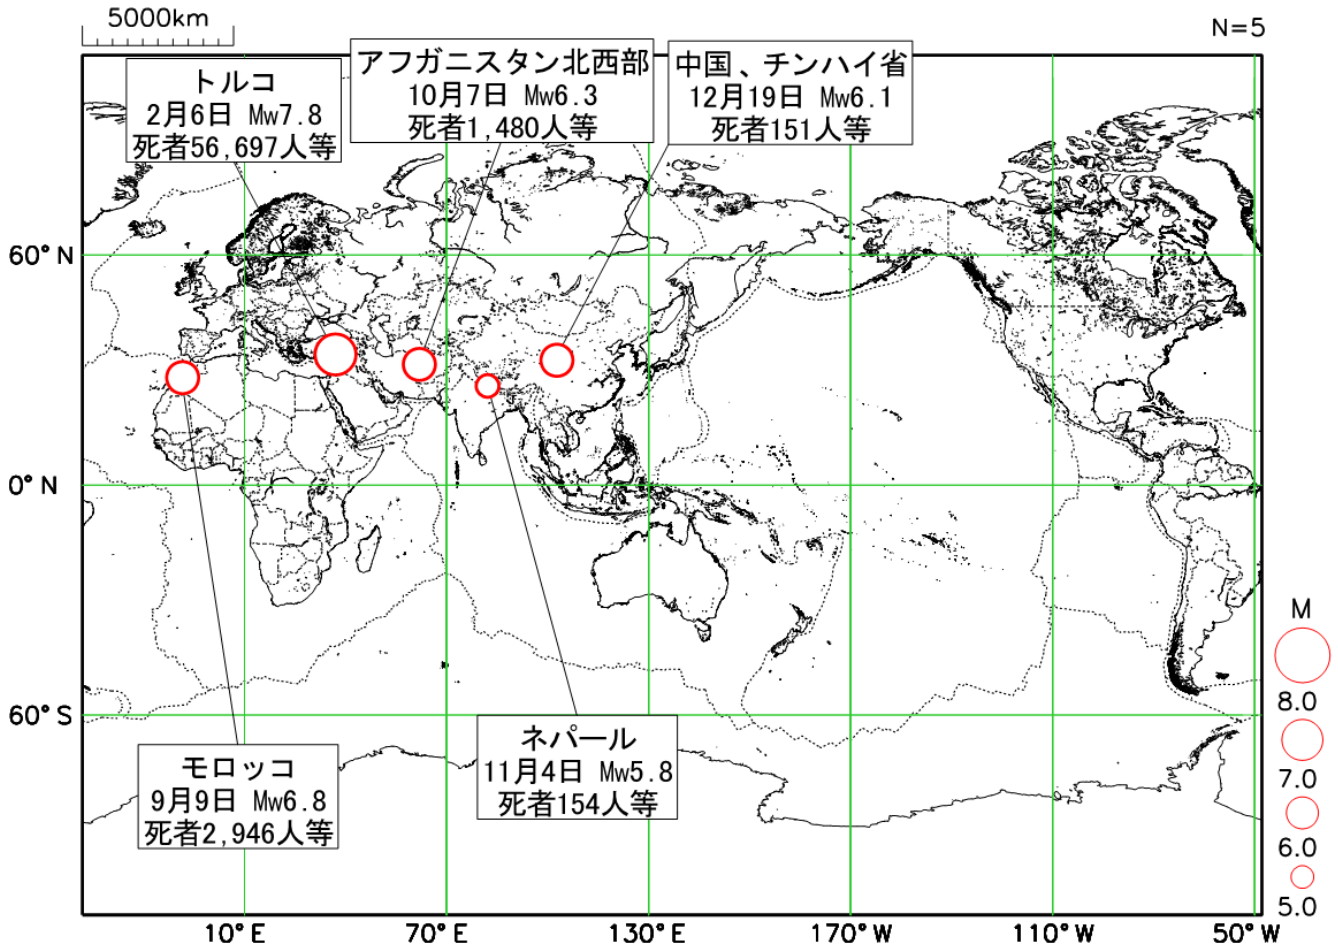 5000km
N=5
トルコ
2月6日 Mw7.8
死者56,697人等
アフガニスタン北西部
10月7日 Mw6.3
死者1,480人等
中国、チンハイ省
12月19日 Mw6.1
死者151人等
60°N
0°N
60°S
モロッコ
9月9日 Mw6.8
死者2,946人等
ネパール
11月4日 Mw5.8
死者154人等
M
8.0
7.0
6.0
5.0
10°E 70°E 130°E 170°W 110°W 50°W